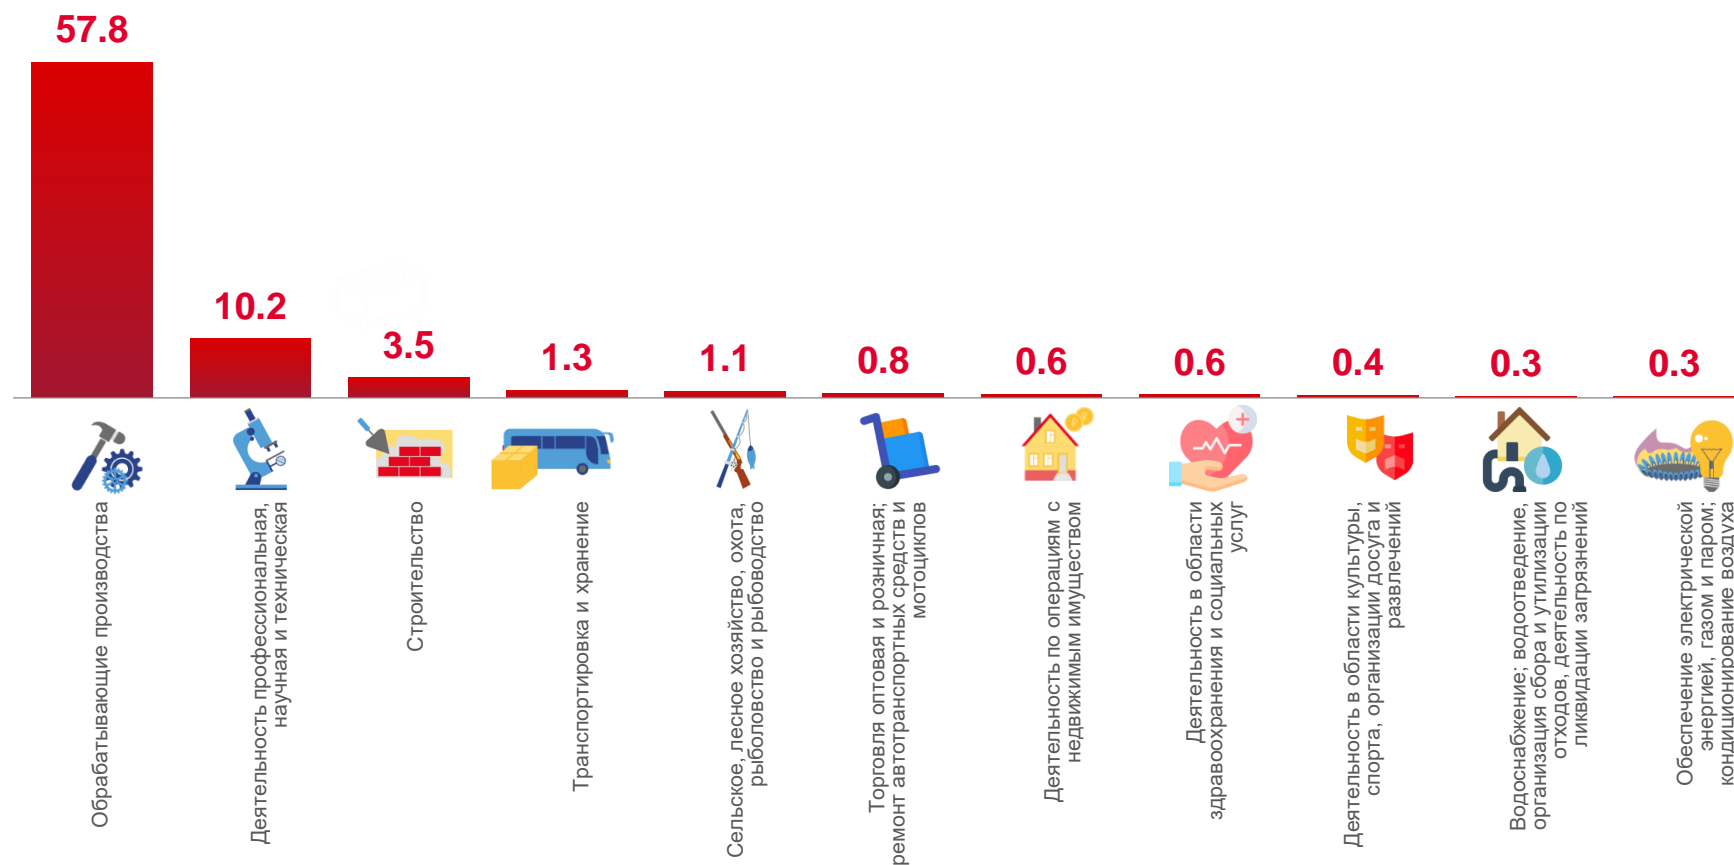 57.8
10.2
3.5
1.3
1.1
0.8
0.6
0.6
0.4
0.3
0.3
Обрабатывающие производства
Деятельность профессиональная,
научная и техническая
Строительство
Транспортировка и хранение
Сельское, лесное хозяйство, охота,
рыболовство и рыбоводство
Торговля оптовая и розничная;
ремонт автотранспортных средств и
мотоциклов
Деятельность по операциям с
недвижимым имуществом
Деятельность в области
здравоохранения и социальных
услуг
Деятельность в области культуры,
спорта, организации досуга и
развлечений
Водоснабжение; водоотведение,
организация сбора и утилизации
отходов, деятельность по
ликвидации загрязнений
Обеспечение электрической
энергией, газом и паром;
кондиционирование воздуха